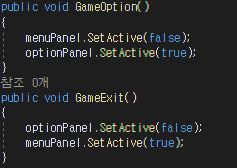 public void GameOption()
{
menuPanel.SetActive(false);
optionPanel.SetActive(true);
}
참조 0개
public void GameExit()
{
optionPanel.SetActive(false);
menuPanel.SetActive(true);
}